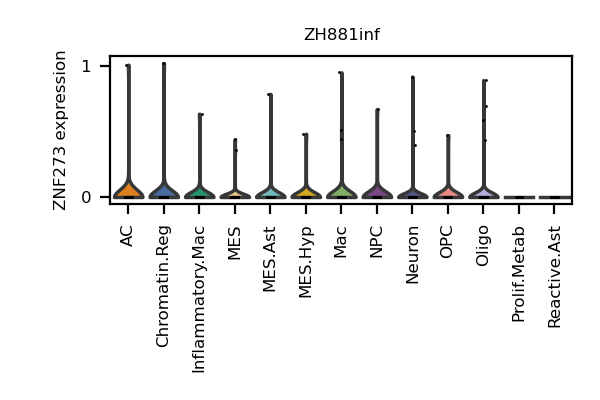 ZH881inf
ZNF273 expression
1
0
AC
Chromatin.Reg
Inflammatory.Mac
MES
MES.Ast
MES.Hyp
Mac
NPC
Neuron
OPC
Oligo
Prolif.Metab
Reactive.Ast